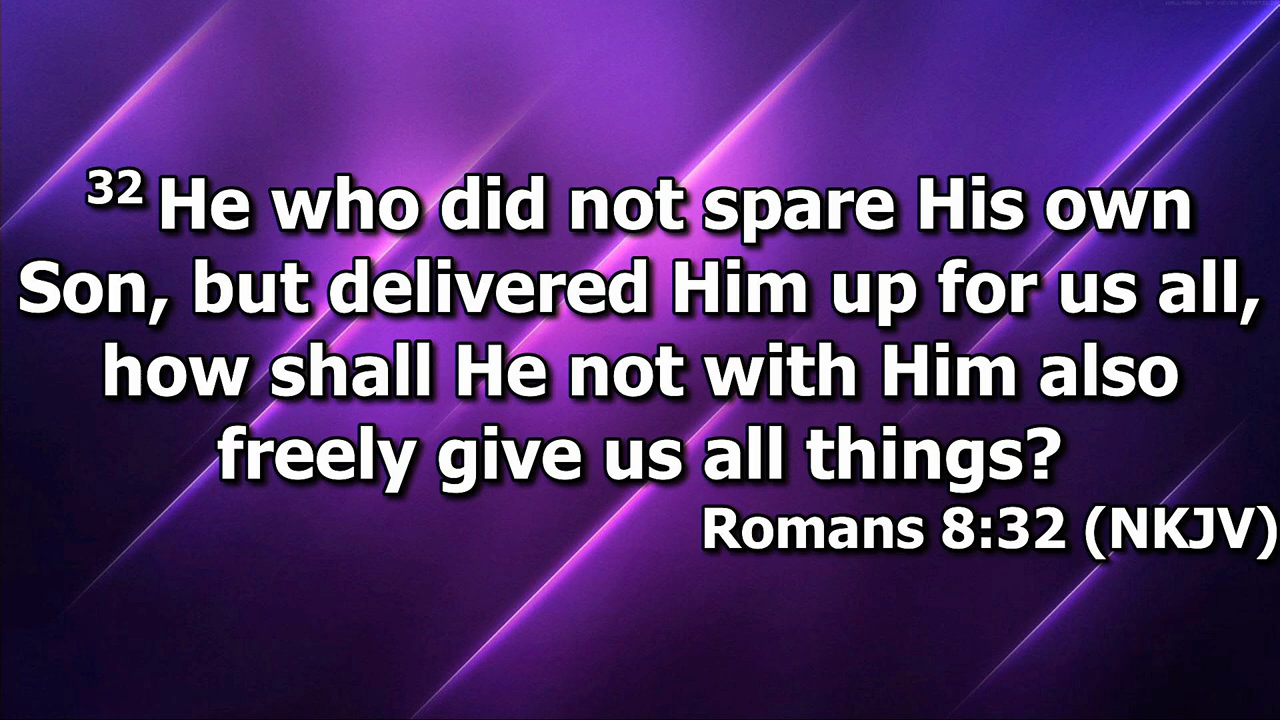 32 He who did not spare His own
Son, but delivered Him up for us all,
how shall He not with Him also
freely give us all things?
Romans 8:32 (NKJV)